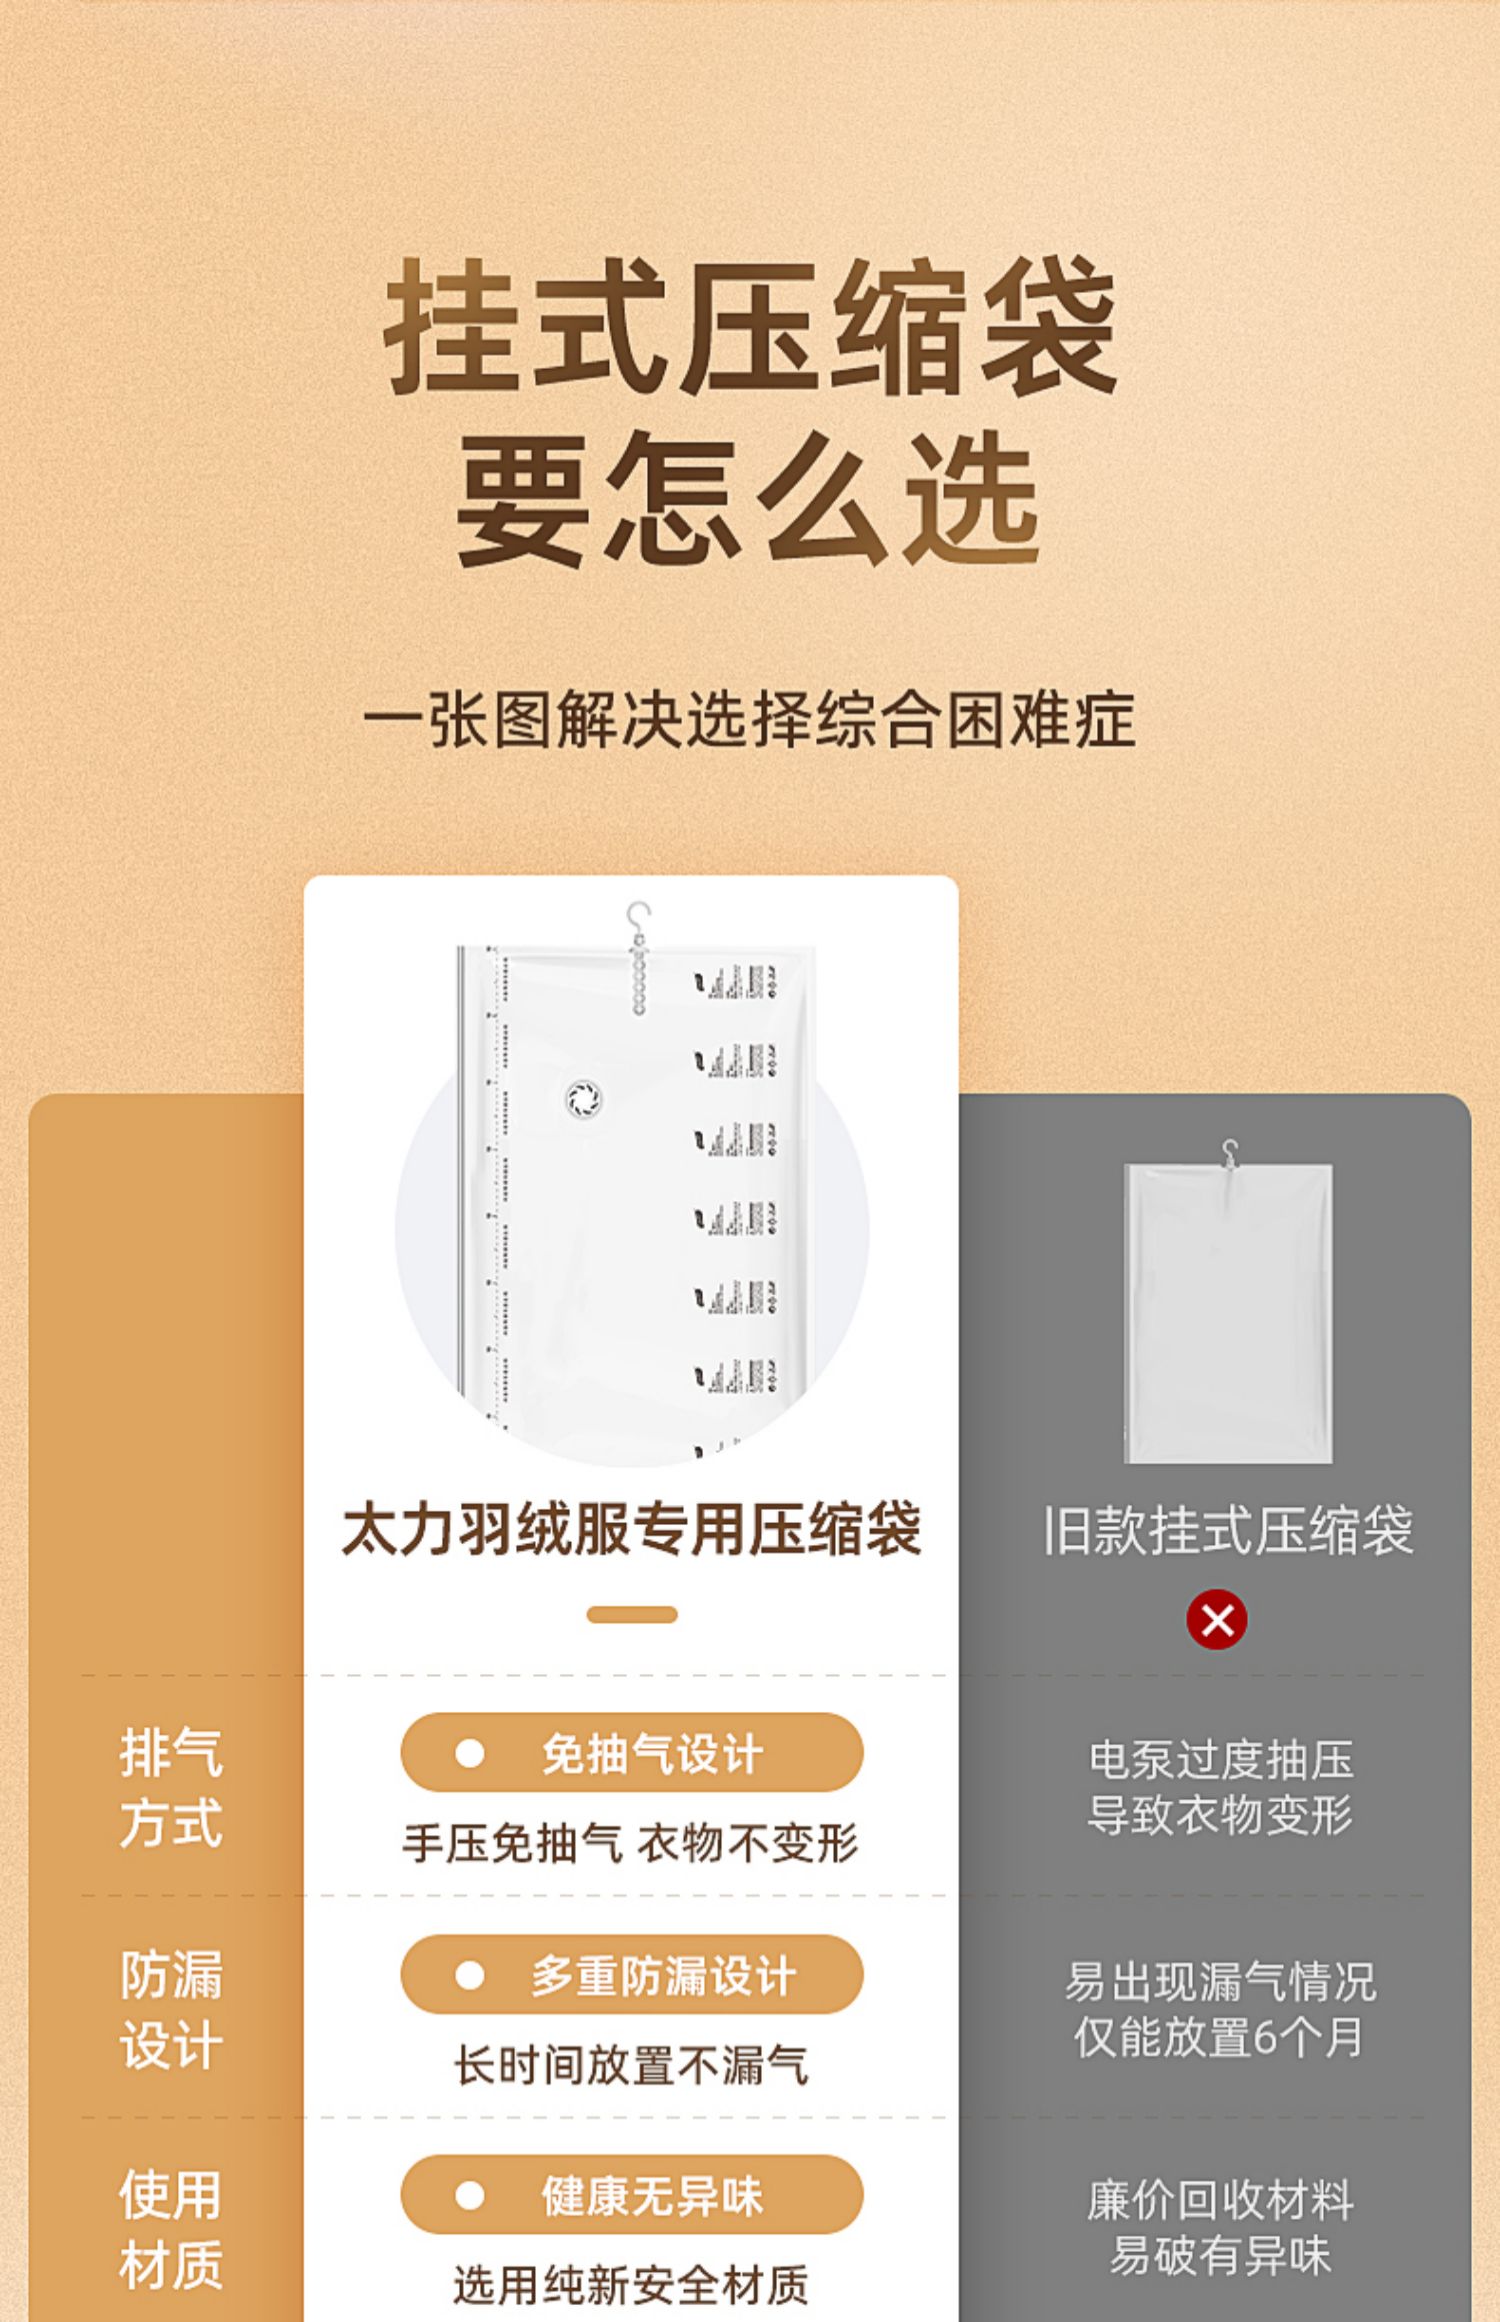 挂式压缩袋
要怎么选
一张图解决选择综合困难症
太力羽绒服专用压缩袋
旧款挂式压缩袋
排气
方式
免抽气设计
手压免抽气 衣物不变形
电泵过度抽压
导致衣物变形
防漏
设计
多重防漏设计
长时间放置不漏气
易出现漏气情况
仅能放置6个月
使用
材质
健康无异味
选用纯新安全材质
廉价回收材料
易破有异味